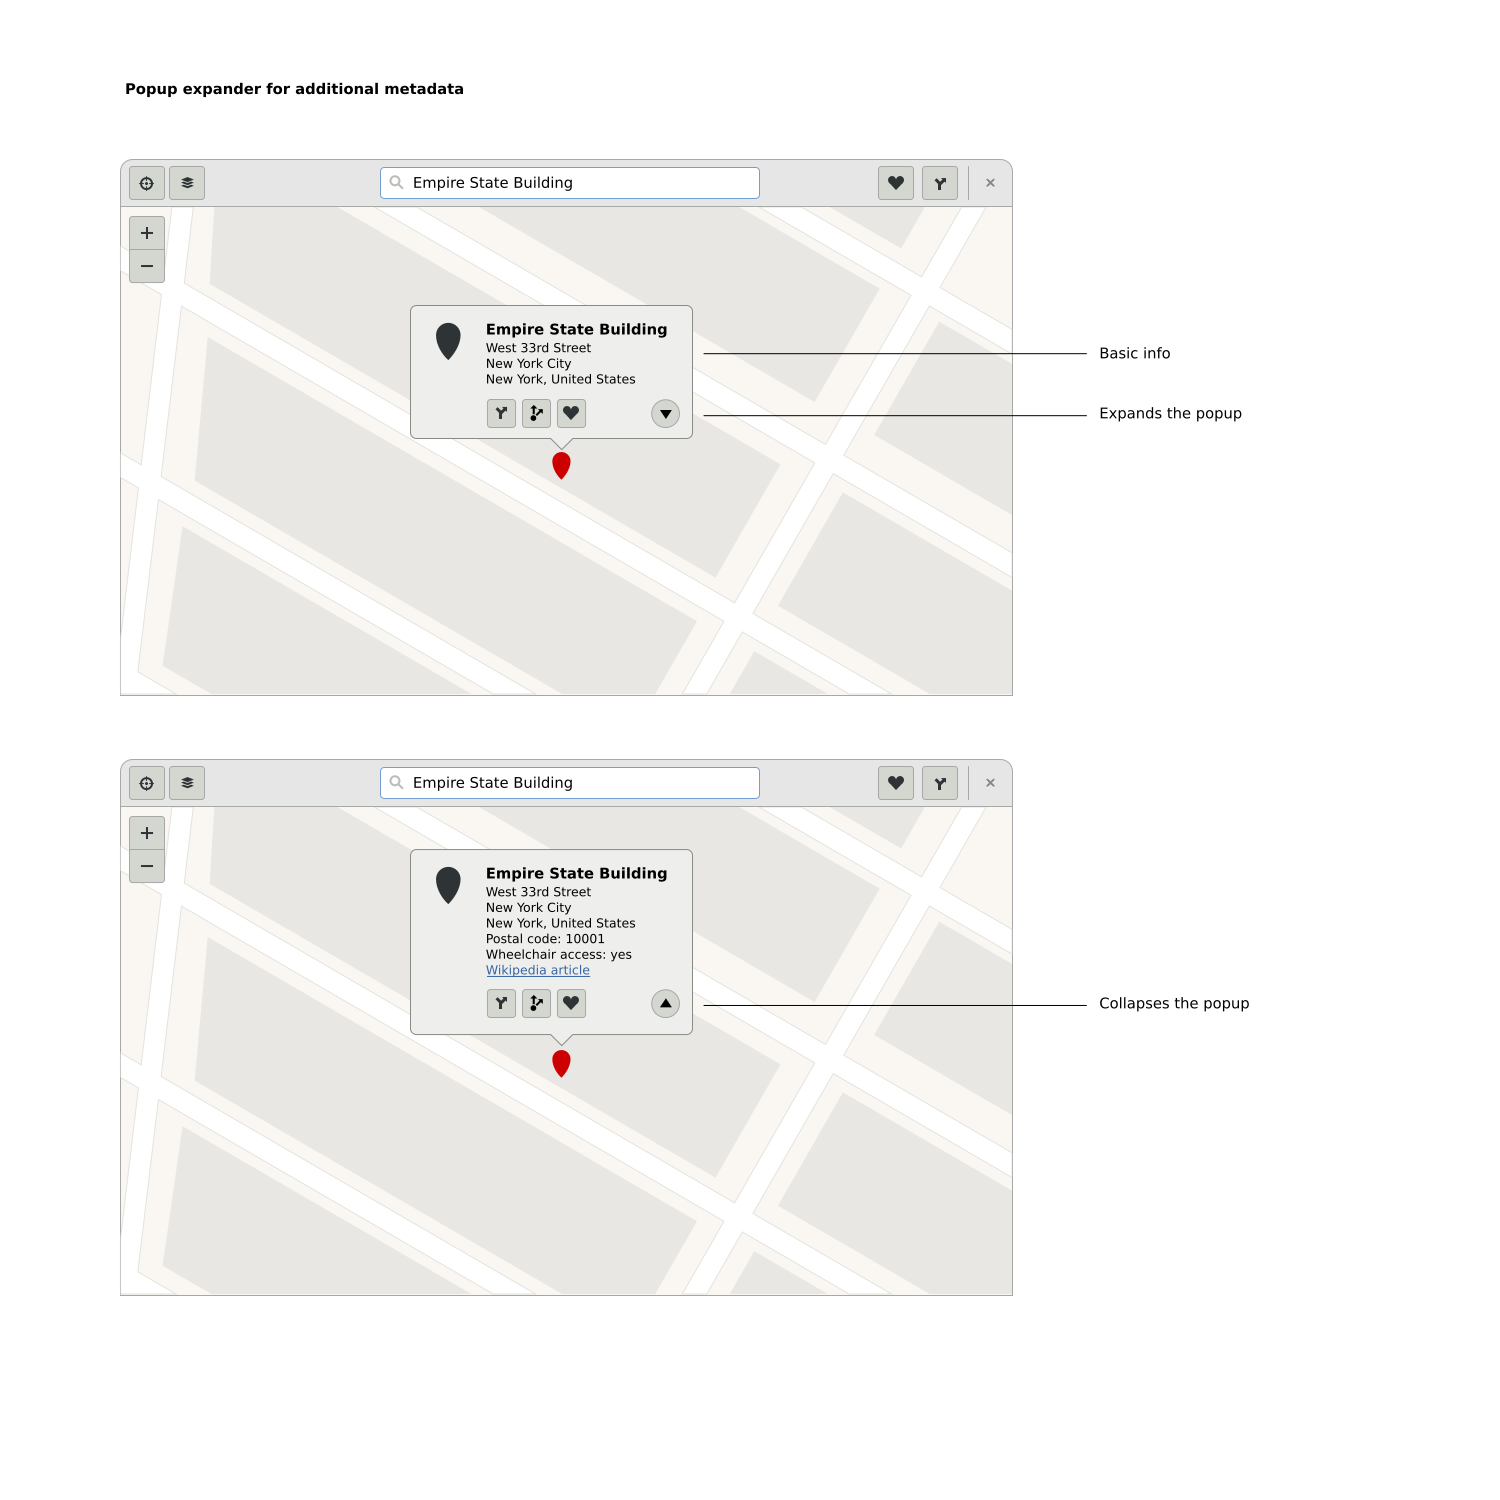 Popup expander for additional metadata
Empire State Building
Empire State Building
West 33rd Street
New York City
New York, United States
Basic info
Expands the popup
Empire State Building
Empire State Building
West 33rd Street
New York City
New York, United States
Postal code: 10001
Wheelchair access: yes
Wikipedia article
Collapses the popup